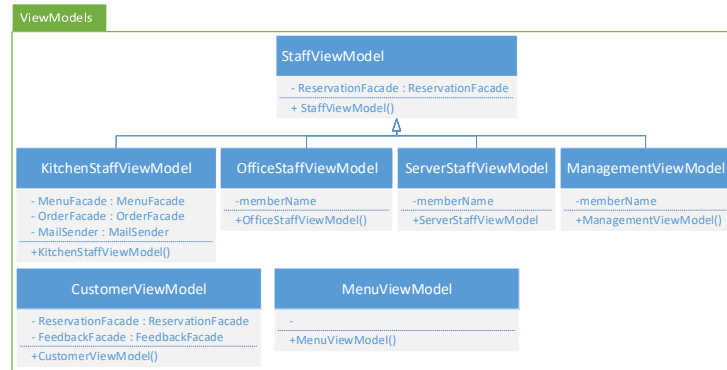 ViewModels
StaffViewModel
- ReservationFacade : ReservationFacade
+ StaffViewModel()
KitchenStaffViewModel
- MenuFacade : MenuFacade
- OrderFacade : OrderFacade
- MailSender : MailSender
+KitchenStaffViewModel()
OfficeStaffViewModel
-memberName
+OfficeStaffViewModel()
ServerStaffViewModel
-memberName
+ServerStaffViewModel
ManagementViewModel
-memberName
+ManagementViewModel()
CustomerViewModel
- ReservationFacade : ReservationFacade
- FeedbackFacade : FeedbackFacade
+CustomerViewModel()
MenuViewModel
-
+MenuViewModel()